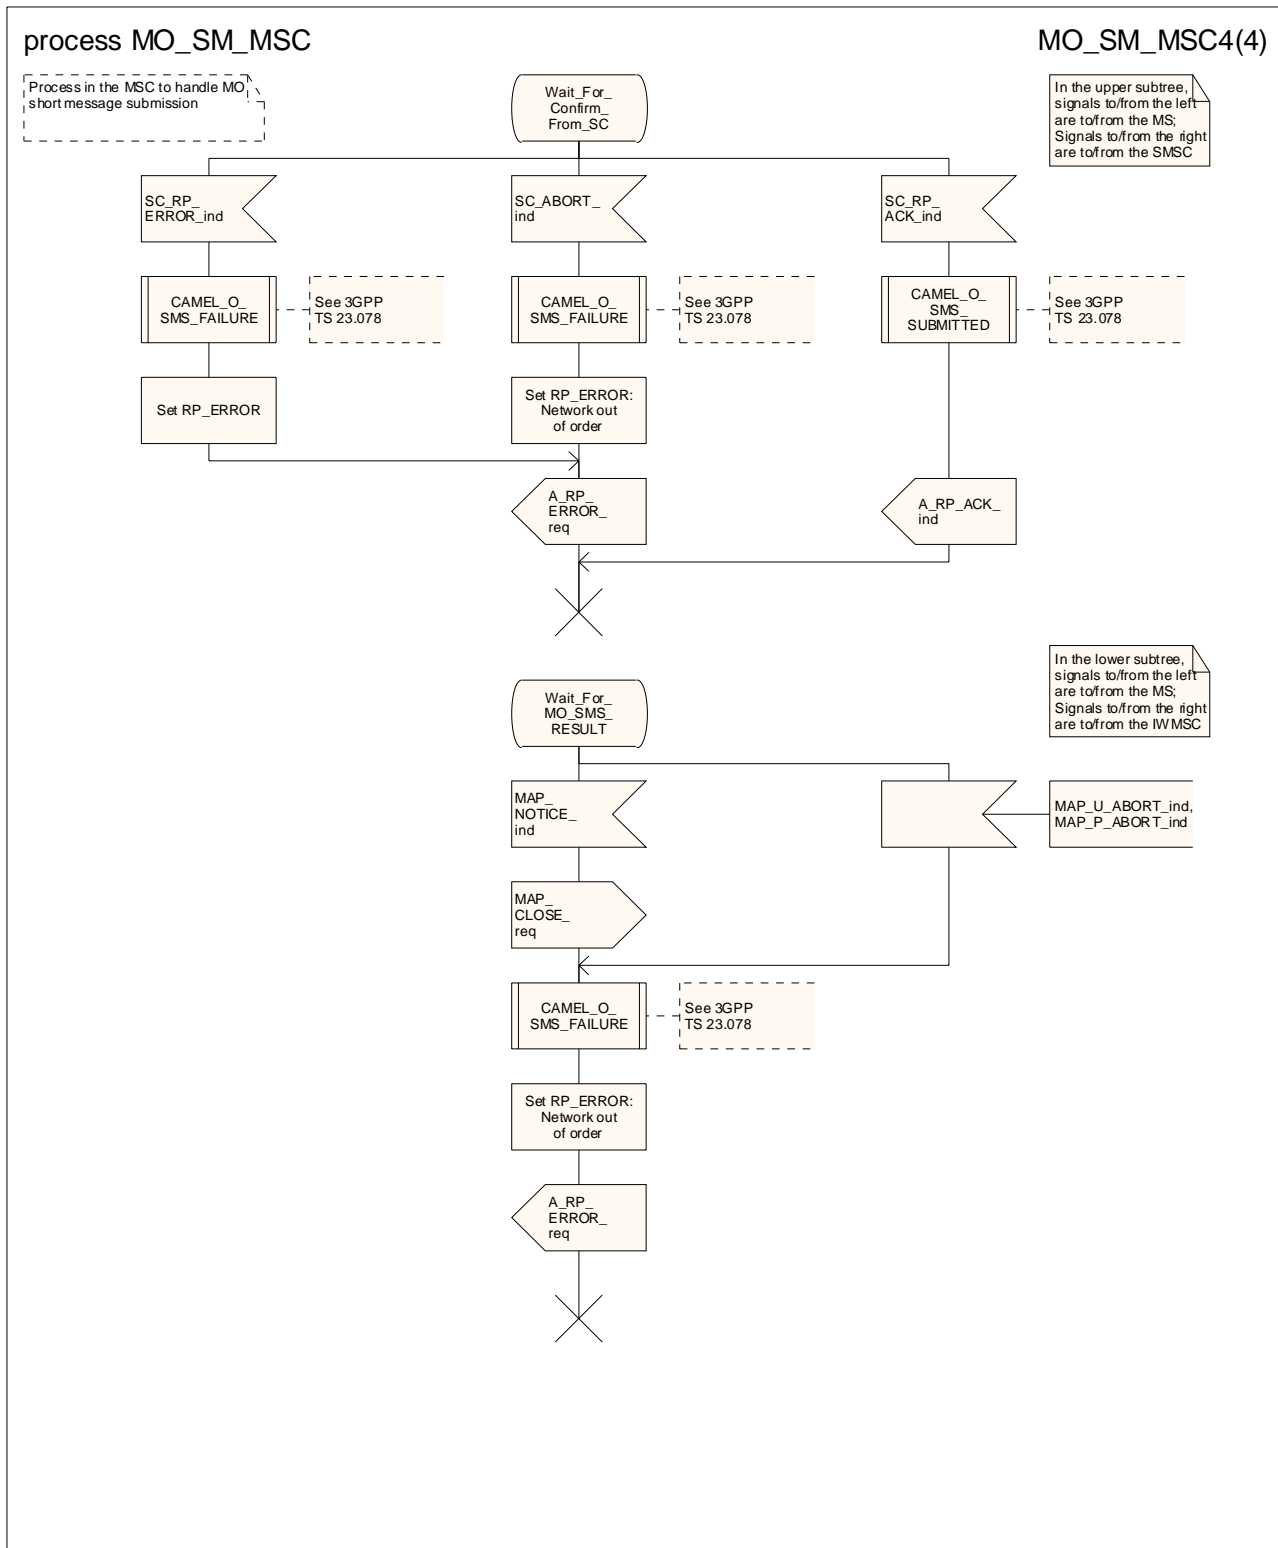 process MO_SM_MSC
MO_SM_MSC4(4)
Process in the MSC to handle MO
short message submission
Wait_For_
Confirm_
From_SC
In the upper subtree,
signals to/from the left
are to/from the MS;
Signals to/from the right
are to/from the SMSC
SC_RP_
ERROR_ind
SC_ABORT_
ind
SC_RP_
ACK_ind
CAMEL_O_
SMS_FAILURE
See 3GPP
TS 23.078
CAMEL_O_
SMS_FAILURE
See 3GPP
TS 23.078
CAMEL_O_
SMS_
SUBMITTED
See 3GPP
TS 23.078
Set RP_ERROR
Set RP_ERROR:
Network out
of order
A_RP_
ERROR_
req
A_RP_ACK_
ind
In the lower subtree,
signals to/from the left
are to/from the MS;
Signals to/from the right
are to/from the IWMSC
Wait_For_
MO_SMS_
RESULT
MAP_
NOTICE_
ind
MAP_U_ABORT_ind,
MAP_P_ABORT_ind
MAP_
CLOSE_
req
CAMEL_O_
SMS_FAILURE
See 3GPP
TS 23.078
Set RP_ERROR:
Network out
of order
A_RP_
ERROR_
req